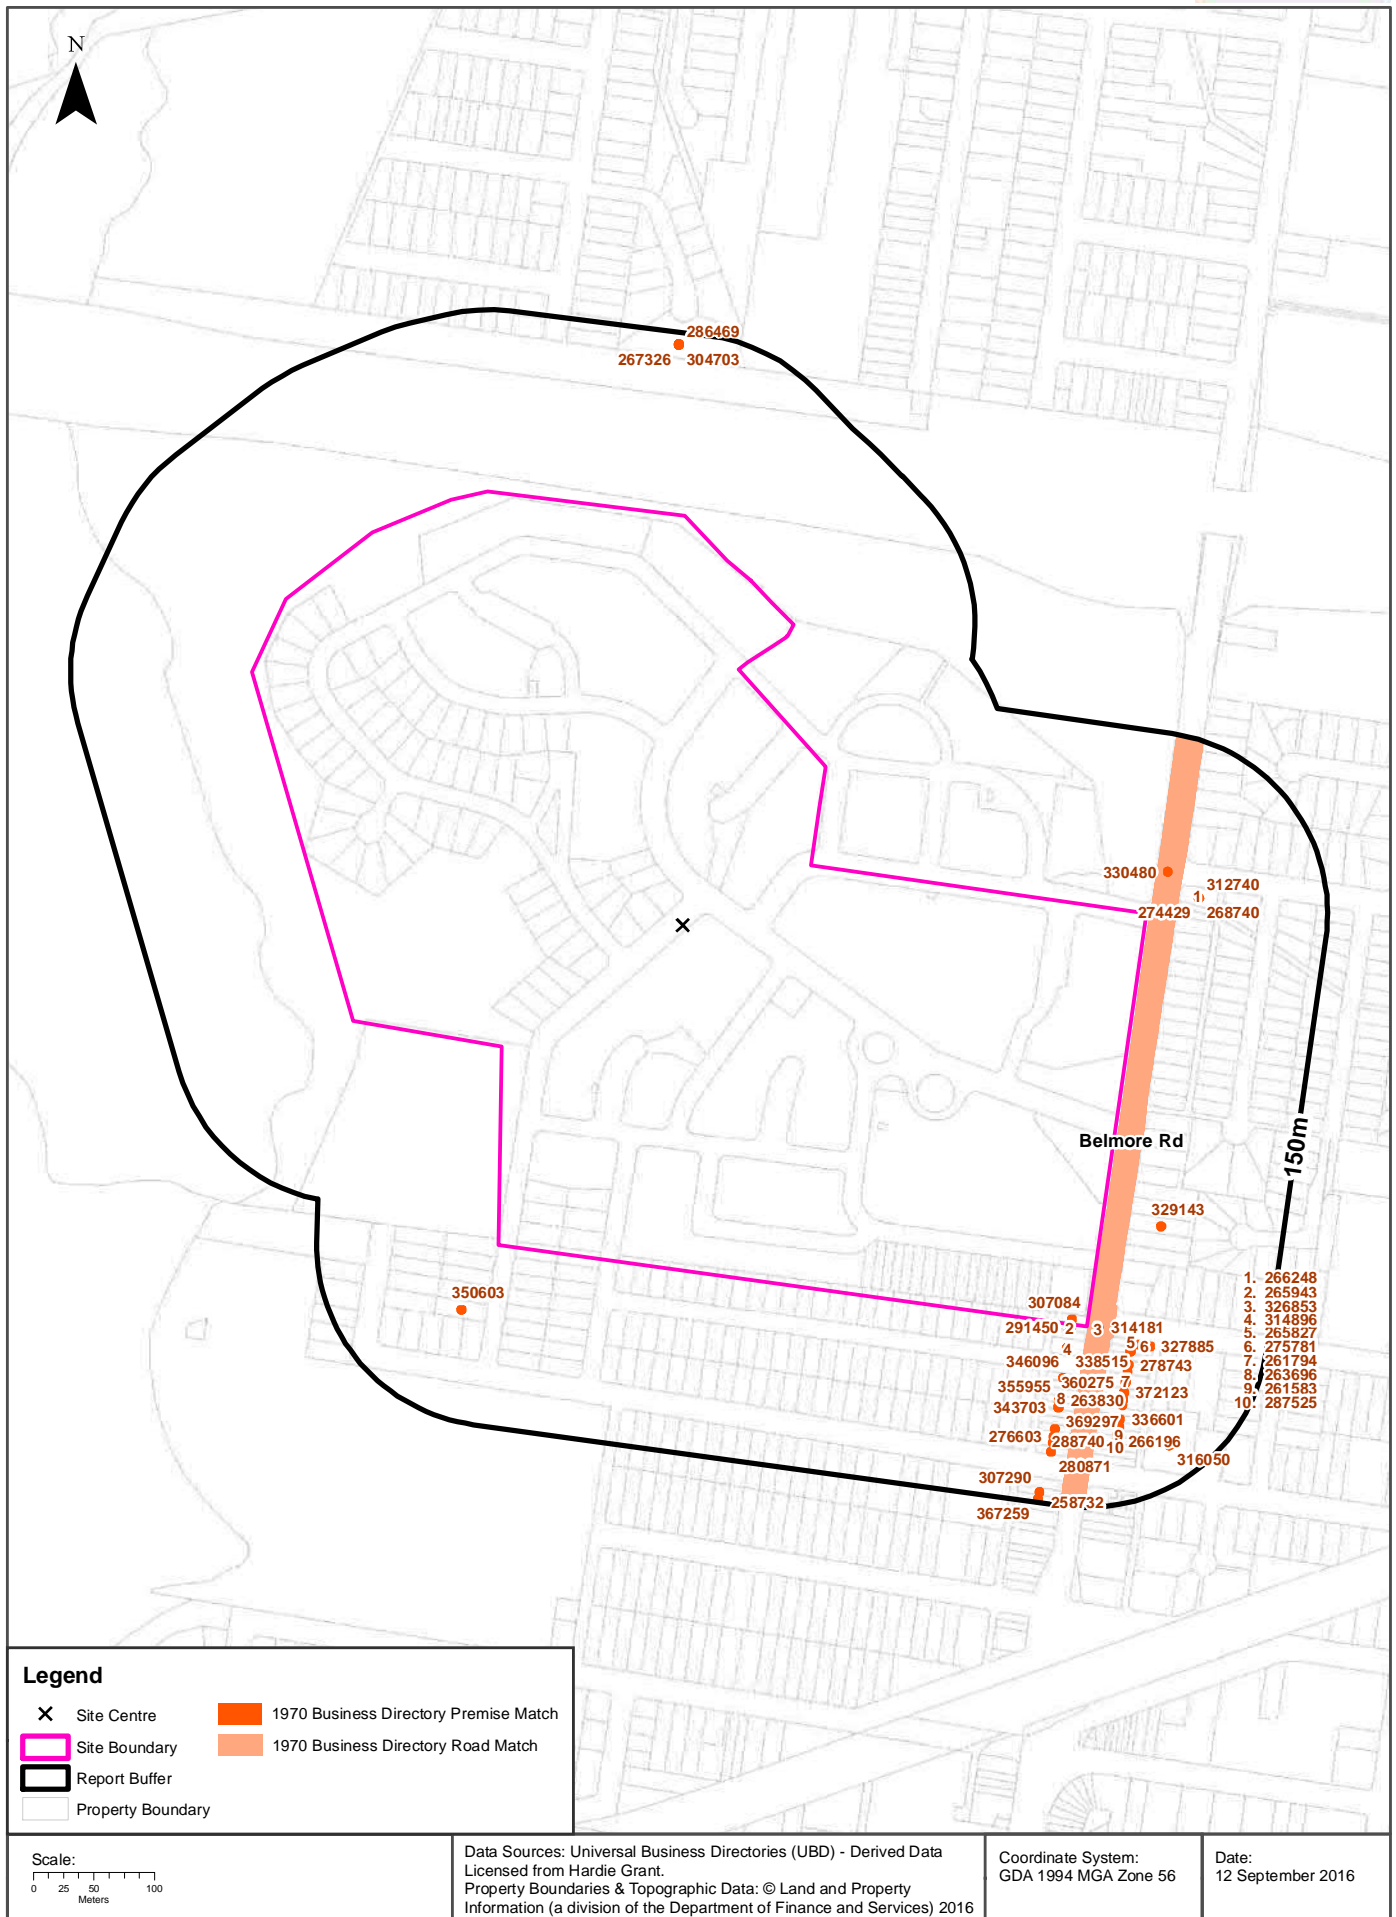 N
286469
267326 304703
330480
312740
1
274429 268740
Belmore Rd
150m
329143
350603
307084
291450 2 3 314181
4 5 6 327885
346096 338515 278743
355955 360275 7
372123
8 263830
343703
369297 336601
276603 288740 9
10 266196
316050
280871
307290
258732
367259
1. 266248
2. 265943
3. 326853
4. 314896
5. 265827
6. 275781
7. 261794
8. 263696
9. 261583
10. 287525
Legend
Site Centre
Site Boundary
Report Buffer
Property Boundary
1970 Business Directory Premise Match
1970 Business Directory Road Match
Scale:
0 25 50 100
Meters
Data Sources: Universal Business Directories (UBD) - Derived Data
Licensed from Hardie Grant.
Property Boundaries & Topographic Data: © Land and Property
Information (a division of the Department of Finance and Services) 2016
Coordinate System:
GDA 1994 MGA Zone 56
Date:
12 September 2016